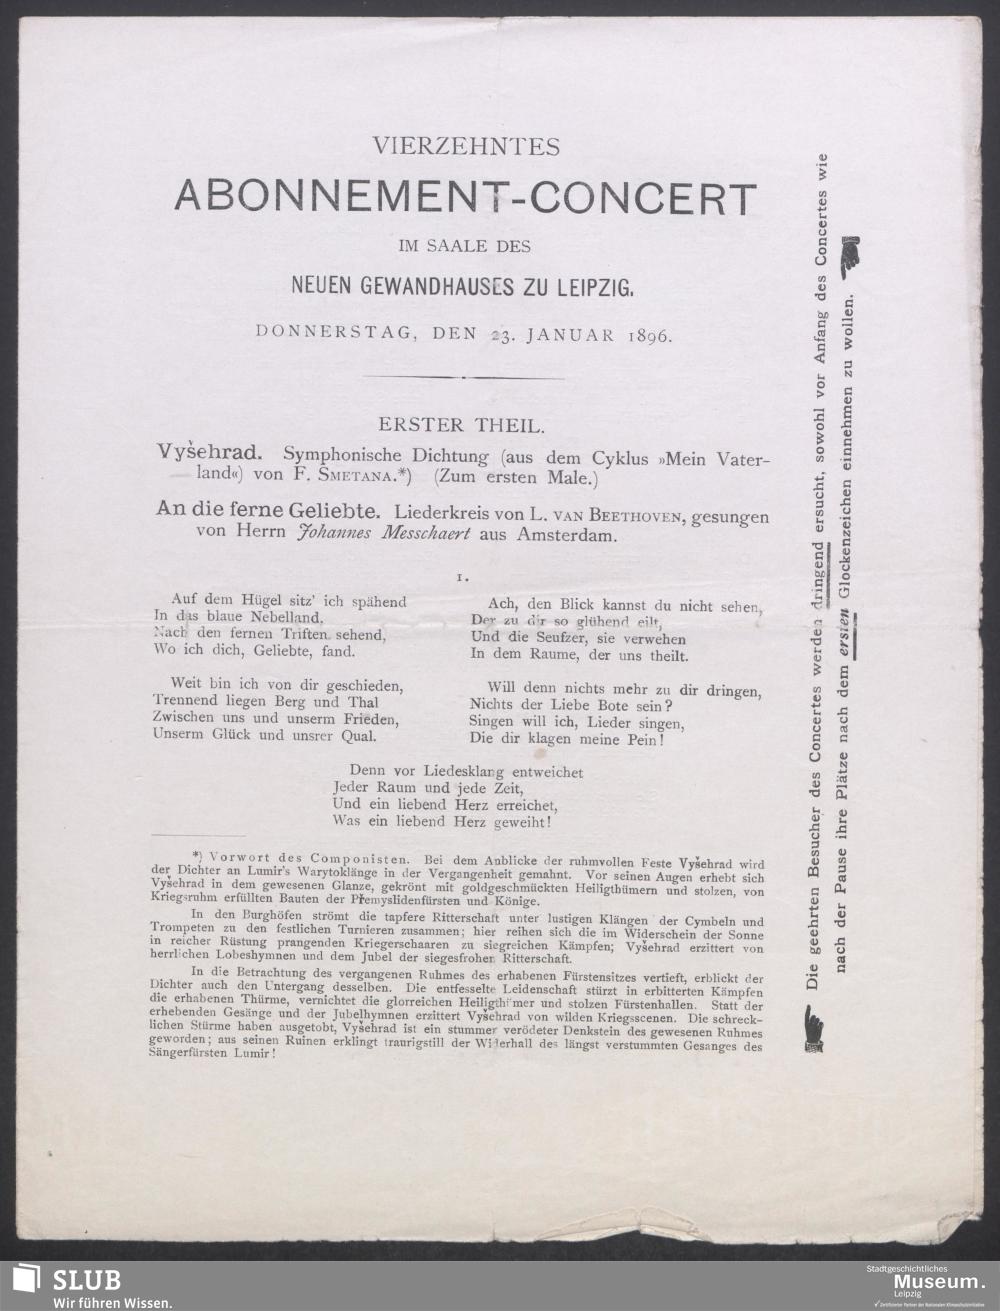 VIERZEHNTES
ABONNEMENT-CONCERT
IM SAALE DES
NEUEN GEWANDHAUSES ZU LEIPZIG.
DONNERSTAG, DEN 23. JANUAR 1896.
ERSTER THEIL.
Vyšehrad. Symphonische Dichtung (aus dem Cyklus »Mein Vater-
land«) von F. SMETANA.*) (Zum ersten Male.)
An die ferne Geliebte. Liederkreis von L. VAN BEETHOVEN, gesungen
von Herrn Johannes Messchaert aus Amsterdam.
1.
Auf dem Hügel sitz' ich spähend
In das blaue Nebelland,
Nach den fernen Triften sehend,
Wo ich dich, Geliebte, fand.
Weit bin ich von dir geschieden,
Trennend liegen Berg und Thal
Zwischen uns und unserm Frieden,
Unserm Glück und unsrer Qual.
Ach, den Blick kannst du nicht sehen,
Der zu dir so glühend eilt,
Und die Seufzer, sie verwehen
In dem Raume, der uns theilt.
Will denn nichts mehr zu dir dringen,
Nichts der Liebe Bote sein?
Singen will ich, Lieder singen,
Die dir klagen meine Pein!
Denn vor Liedesklang entweichet
Jeder Raum und jede Zeit,
Und ein liebend Herz erreichet,
Was ein liebend Herz geweiht!
*) Vorwort des Componisten. Bei dem Anblicke der ruhmvollen Feste Vyšehrad wird
der Dichter an Lumir's Warytoklänge in der Vergangenheit gemahnt. Vor seinen Augen erhebt sich
Vyšehrad in dem gewesenen Glanze, gekrönt mit goldgeschmückten Heiligthümern und stolzen, von
Kriegsruhm erfüllten Bauten der Přemyslidenfürsten und Könige.
In den Burghöfen strömt die tapfere Ritterschaft unter lustigen Klängen der Cymbeln und
Trompeten zu den festlichen Turnieren zusammen; hier reihen sich die im Widerschein der Sonne
in reicher Rüstung prangenden Kriegerschaaren zu siegreichen Kämpfen; Vyšehrad erzittert von
herrlichen Lobeshymnen und dem Jubel der siegesfrohen Ritterschaft.
In die Betrachtung des vergangenen Ruhmes des erhabenen Fürstensitzes vertieft, erblickt der
Dichter auch den Untergang desselben. Die entfesselte Leidenschaft stürzt in erbitterten Kämpfen
die erhabenen Thürme, vernichtet die glorreichen Heiligthümer und stolzen Fürstenhallen. Statt der
erhebenden Gesänge und der Jubelhymnen erzittert Vyšehrad von wilden Kriegsscenen. Die schreck-
lichen Stürme haben ausgetobt, Vyšehrad ist ein stummer verödeter Denkstein des gewesenen Ruhmes
geworden; aus seinen Ruinen erklingt traurigstill der Widerhall des längst verstummten Gesanges des
Sängerfürsten Lumir!
Die geehrten Besucher des Concertes werden dringend ersucht, sowohl vor Anfang des Concertes wie
nach der Pause ihre Plätze nach dem ersten Glockenzeichen einnehmen zu wollen.
SLUB
Wir führen Wissen.
Stadtgeschichtliches
Museum.
Leipzig
Zertifizierter Partner der Nationalen Klimaschutzinitiative